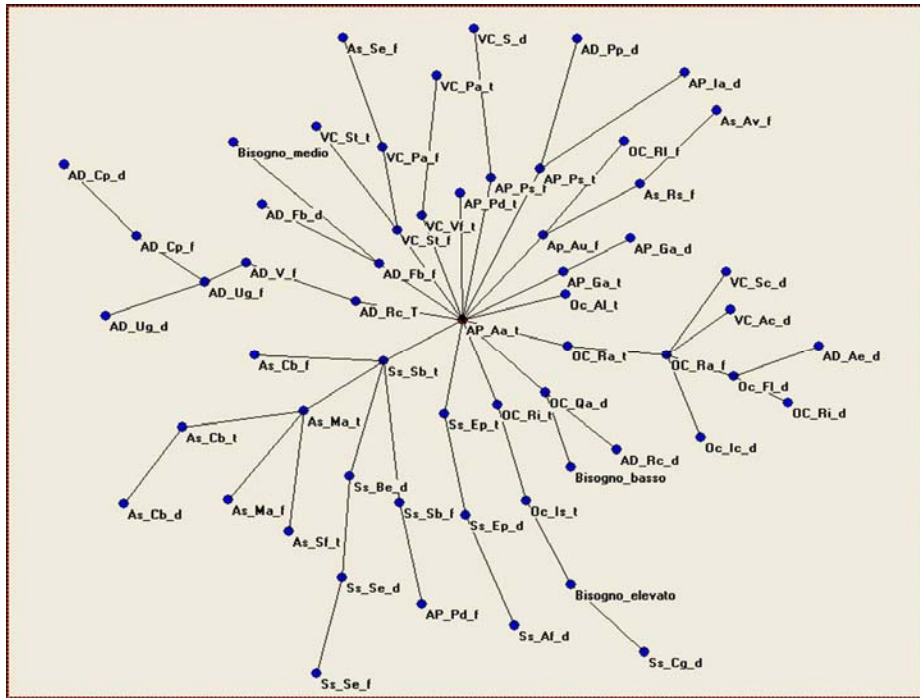 VC_S_d
As_Se_f
AD_Pp_d
AP_Ia_d
VC_Pa_t
As_Av_f
VC_St_t
Bisogno_medio
OC_RI_f
VC_Pa_f
AD_Cp_d
AP_Ps_t
AP_Ps_t
As_Rs_f
AP_Pd_t
AD_Fb_d
VC_Vf_t
VC_St_f
Ap_Au_f
AP_Ga_d
AD_Cp_f
AD_V_f
AD_Fb_f
AP_Ga_t
VC_Sc_d
AD_Ug_f
Oc_Al_t
AD_Rc_T
VC_Ac_d
AD_Ug_d
AP_Aa_t
OC_Ra_t
OC_Ra_f
AD_Ae_d
As_Cb_f
Ss_Sb_t
Oc_Fl_d
OC_Qa_d
OC_Ri_t
OC_Ri_d
As_Ma_t
Ss_Ep_t
As_Cb_t
Oc_Ic_d
AD_Rc_d
Bisogno_basso
Ss_Be_d
As_Cb_d
As_Ma_f
Ss_Sb_f
Oc_Is_t
Ss_Ep_d
As_Sf_t
Ss_Se_d
Bisogno_elevato
AP_Pd_f
Ss_Af_d
Ss_Cg_d
Ss_Se_f